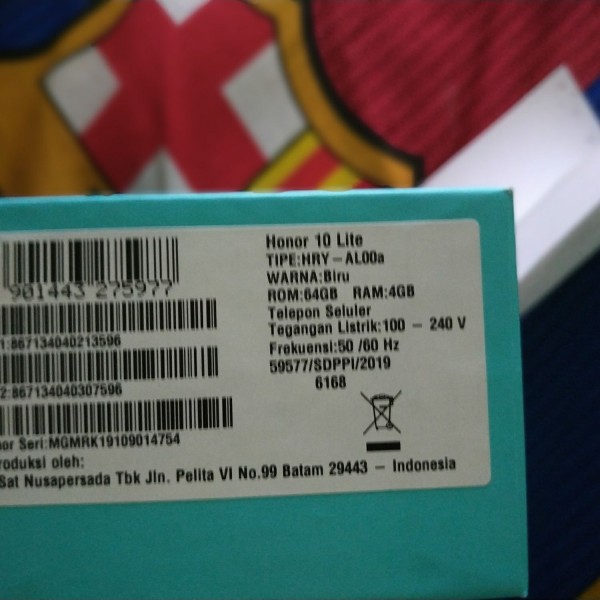 Honor 10 Lite
TIPE:HRY-AL00a
WARNA:Biru
ROM:64GB RAM:4GB
Telepon Seluler
Tegangan Listrik:100 - 240 V
Frekuensi:50 /60 Hz
59577/SDPPI/2019
6168
901443 275977
1:867134040213596
2:867134040307596
or Seri:MGMRK19109014754
roduksi oleh:
Sat Nusapersada Tbk Jln. Pelita VI No.99 Batam 29443 - Indonesia